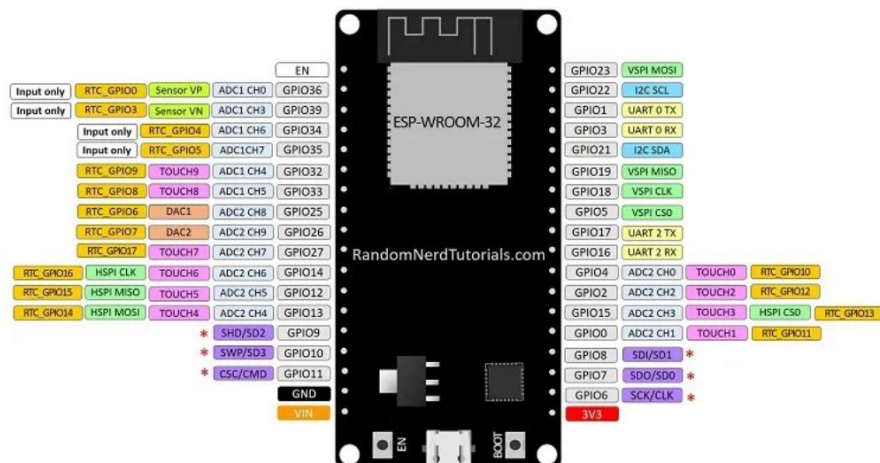 EN
Input only RTC_GPIO0 Sensor VP ADC1 CH0 GPIO36
Input only RTC_GPIO3 Sensor VN ADC1 CH3 GPIO39
Input only RTC_GPIO4 ADC1 CH6 GPIO34
Input only RTC_GPIO5 ADC1CH7 GPIO35
RTC_GPIO9 TOUCH9 ADC1 CH4 GPIO32
RTC_GPIO8 TOUCH8 ADC1 CH5 GPIO33
RTC_GPIO6 DAC1 ADC2 CH8 GPIO25
RTC_GPIO7 DAC2 ADC2 CH9 GPIO26
RTC_GPIO17 TOUCH7 ADC2 CH7 GPIO27
RTC_GPIO16 HSPI CLK TOUCH6 ADC2 CH6 GPIO14
RTC_GPIO15 HSPI MISO TOUCH5 ADC2 CH5 GPIO12
RTC_GPIO14 HSPI MOSI TOUCH4 ADC2 CH4 GPIO13
* SHD/SD2 GPIO9
* SWP/SD3 GPIO10
* CSC/CMD GPIO11
GND
VIN
ESP-WROOM-32
RandomNerdTutorials.com
EN
BOOT
GPIO23 VSPI MOSI
GPIO22 I2C SCL
GPIO1 UART 0 TX
GPIO3 UART 0 RX
GPIO21 I2C SDA
GPIO19 VSPI MISO
GPIO18 VSPI CLK
GPIO5 VSPI CS0
GPIO17 UART 2 TX
GPIO16 UART 2 RX
GPIO4 ADC2 CH0 TOUCH0 RTC_GPIO10
GPIO2 ADC2 CH2 TOUCH2 RTC_GPIO12
GPIO15 ADC2 CH3 TOUCH3 HSPI CS0 RTC_GPIO13
GPIO0 ADC2 CH1 TOUCH1 RTC_GPIO11
GPIO8 SDI/SD1 *
GPIO7 SDO/SD0 *
GPIO6 SCK/CLK *
3V3